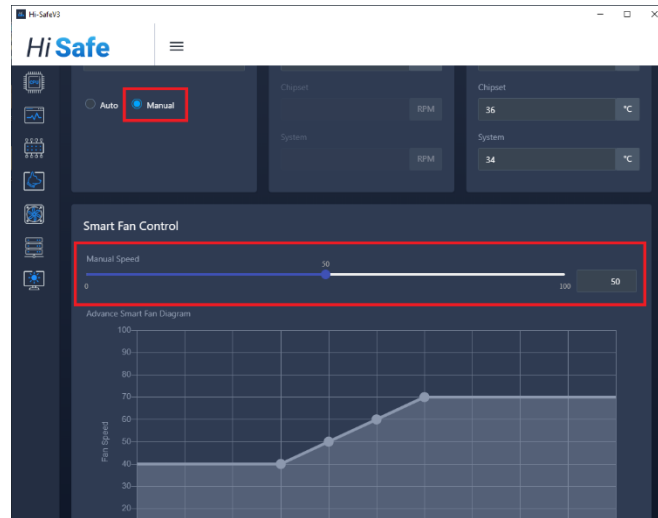 Hi-SafeV3
Hi Safe
Auto
Manual
Chipset
RPM
System
RPM
Chipset
36
°C
System
34
°C
Smart Fan Control
Manual Speed
50
0
100
50
Advance Smart Fan Diagram
100
90
80
70
60
50
40
30
20
Fan Speed